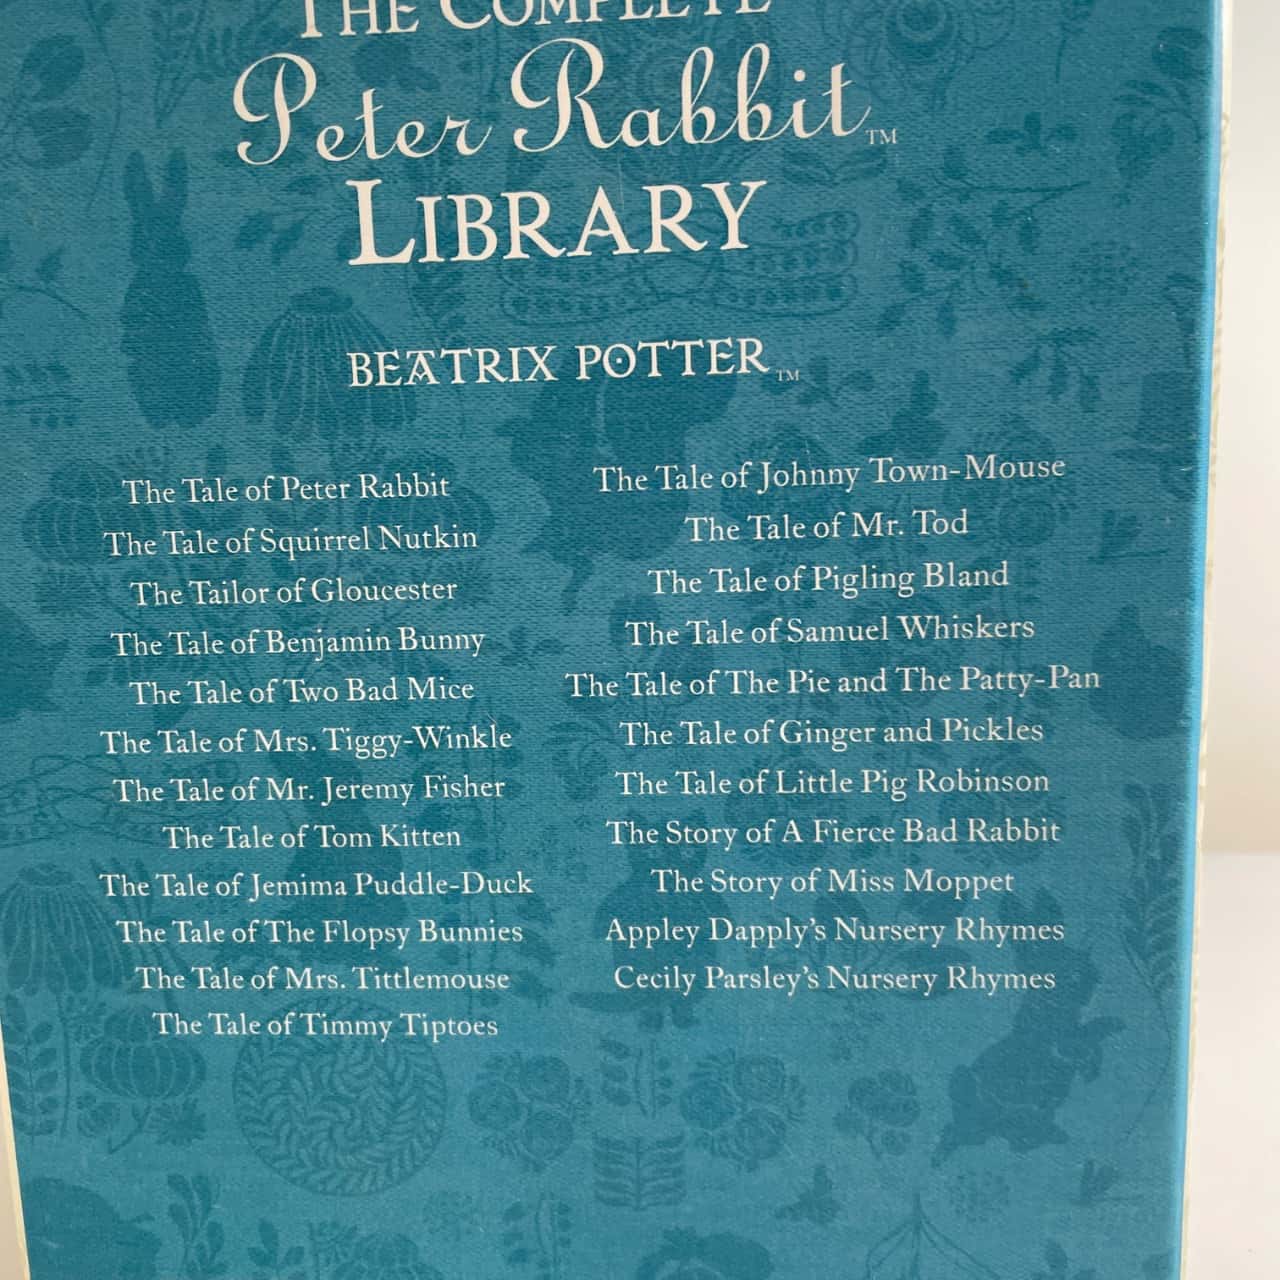 THE COMPLETE
Peter Rabbit™
LIBRARY
BEATRIX POTTER™
The Tale of Peter Rabbit
The Tale of Squirrel Nutkin
The Tailor of Gloucester
The Tale of Benjamin Bunny
The Tale of Two Bad Mice
The Tale of Mrs. Tiggy-Winkle
The Tale of Mr. Jeremy Fisher
The Tale of Tom Kitten
The Tale of Jemima Puddle-Duck
The Tale of The Flopsy Bunnies
The Tale of Mrs. Tittlemouse
The Tale of Timmy Tiptoes
The Tale of Johnny Town-Mouse
The Tale of Mr. Tod
The Tale of Pigling Bland
The Tale of Samuel Whiskers
The Tale of The Pie and The Patty-Pan
The Tale of Ginger and Pickles
The Tale of Little Pig Robinson
The Story of A Fierce Bad Rabbit
The Story of Miss Moppet
Appley Dapply's Nursery Rhymes
Cecily Parsley's Nursery Rhymes